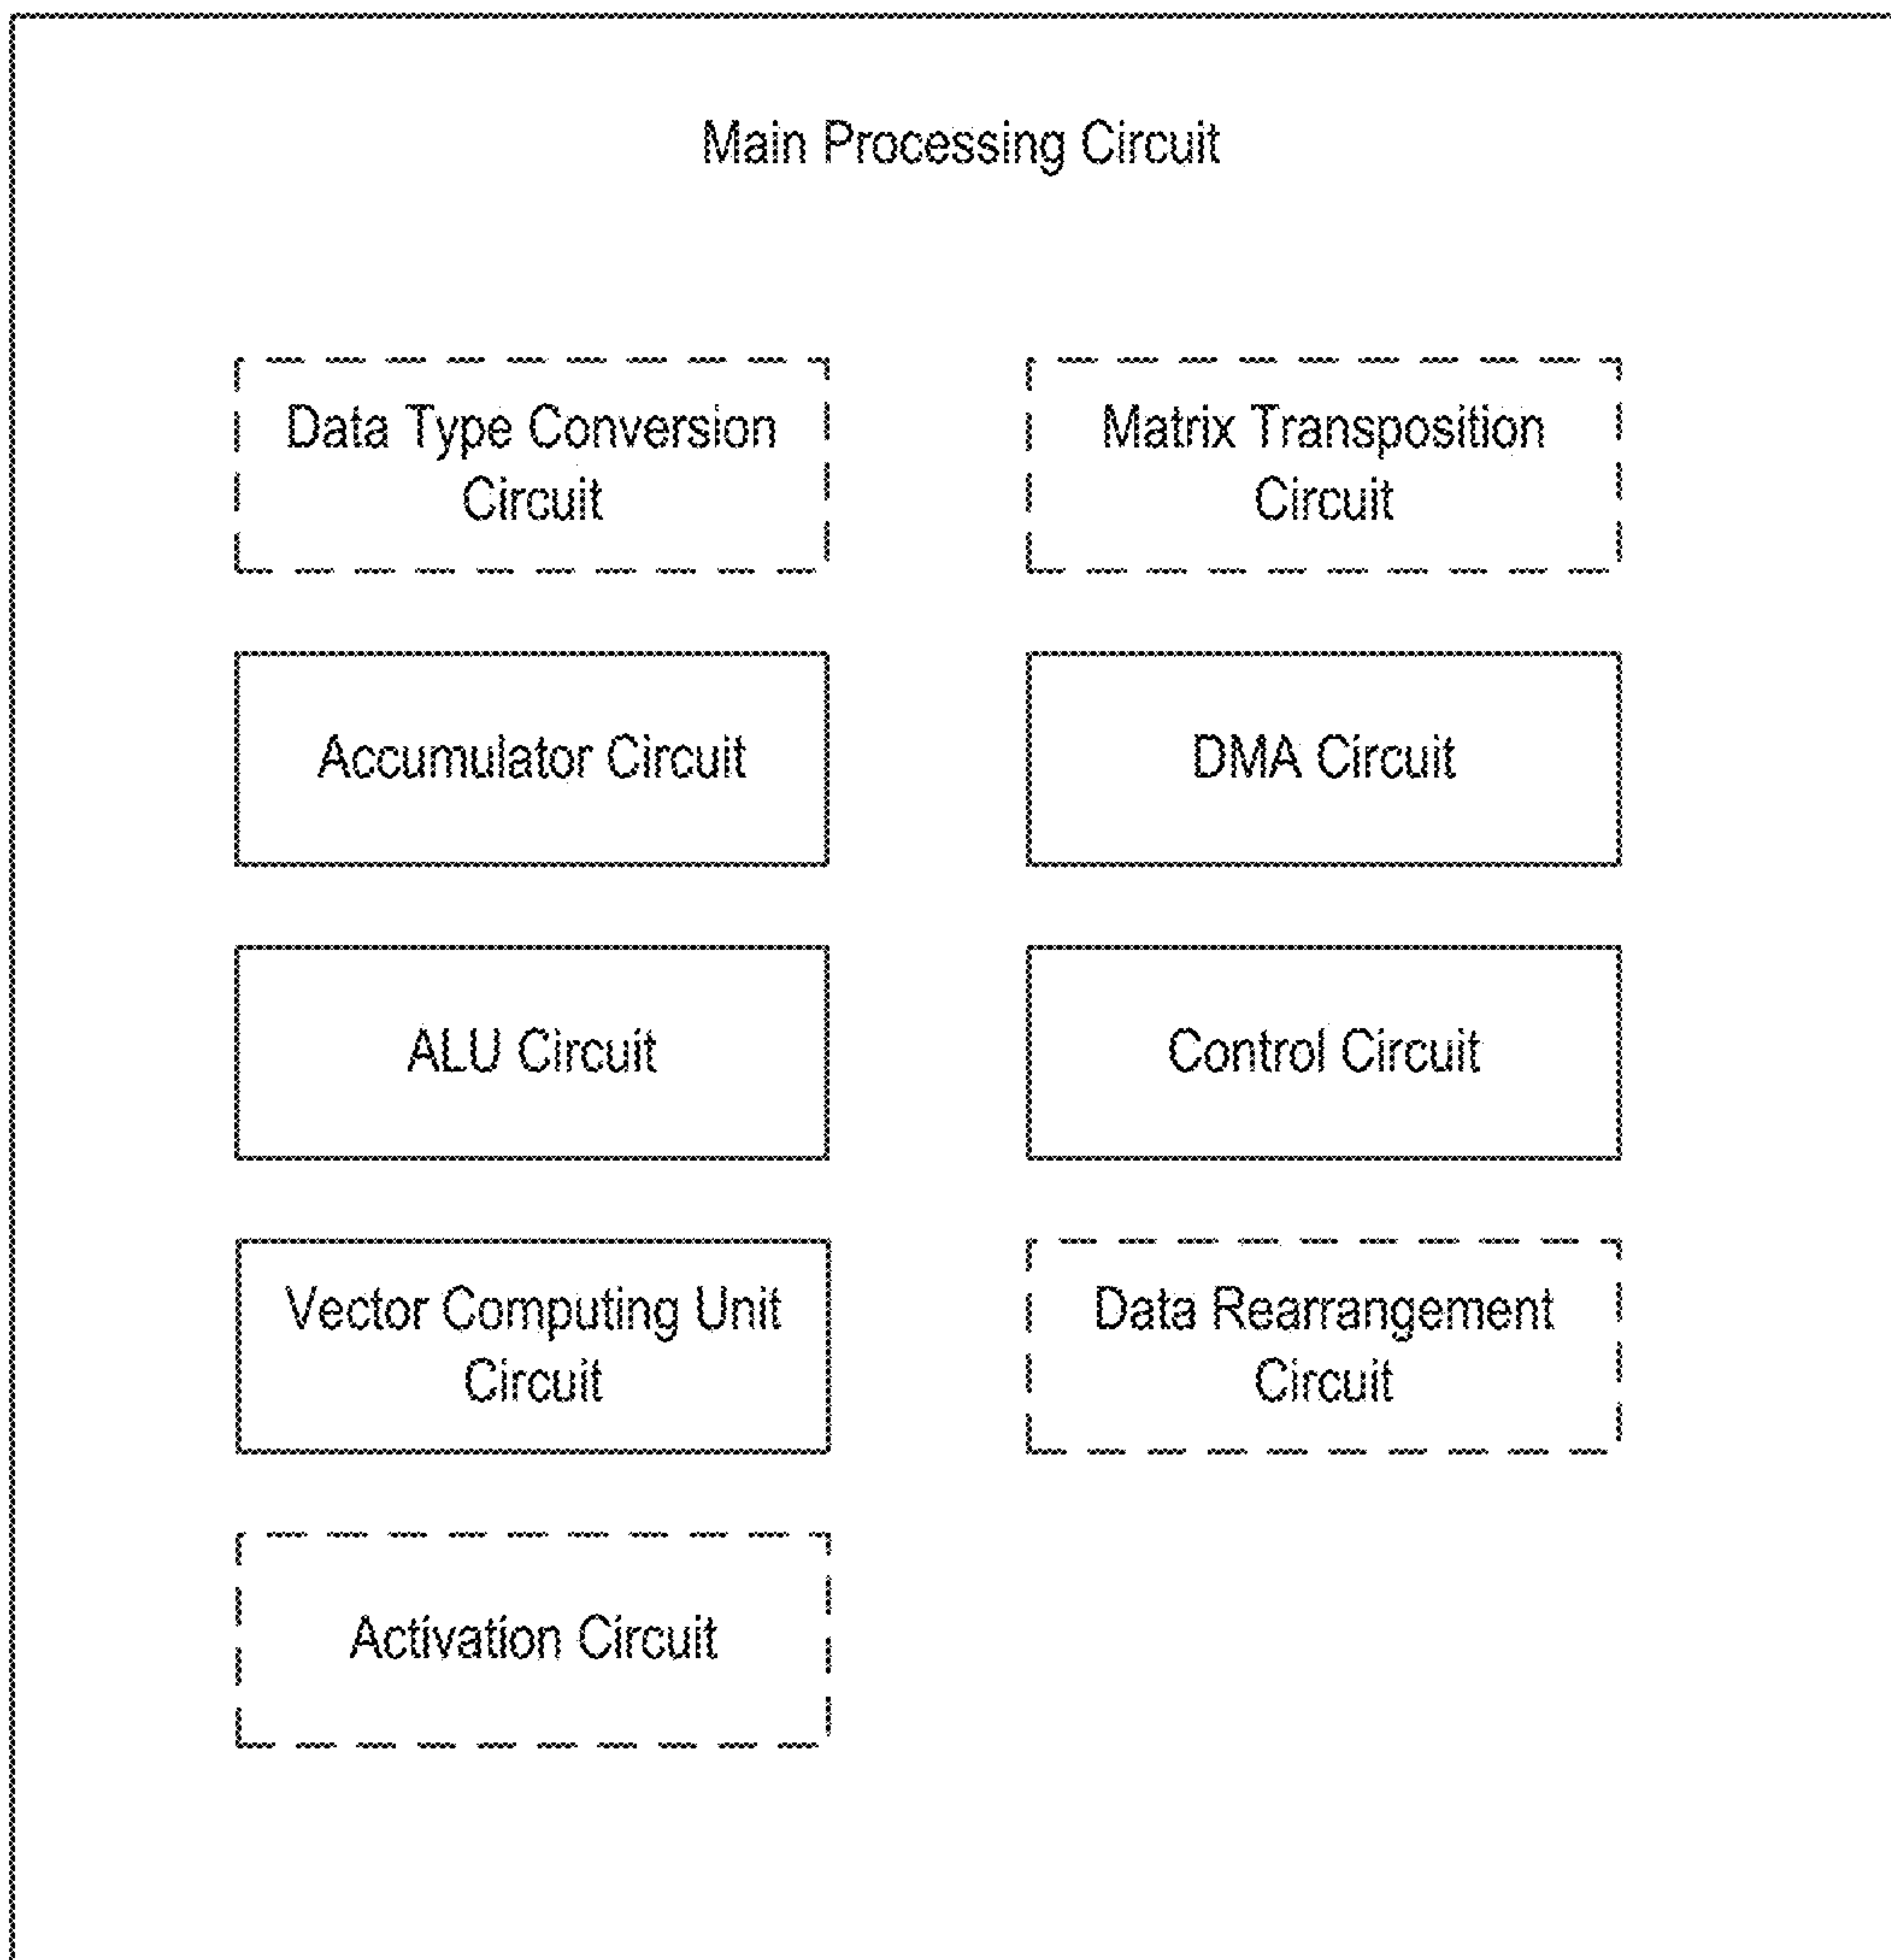 Main Processing Circuit
Data Type Conversion
Circuit
Matrix Transposition
Circuit
Accumulator Circuit
DMA Circuit
ALU Circuit
Control Circuit
Vector Computing Unit
Circuit
Data Rearrangement
Circuit
Activation Circuit